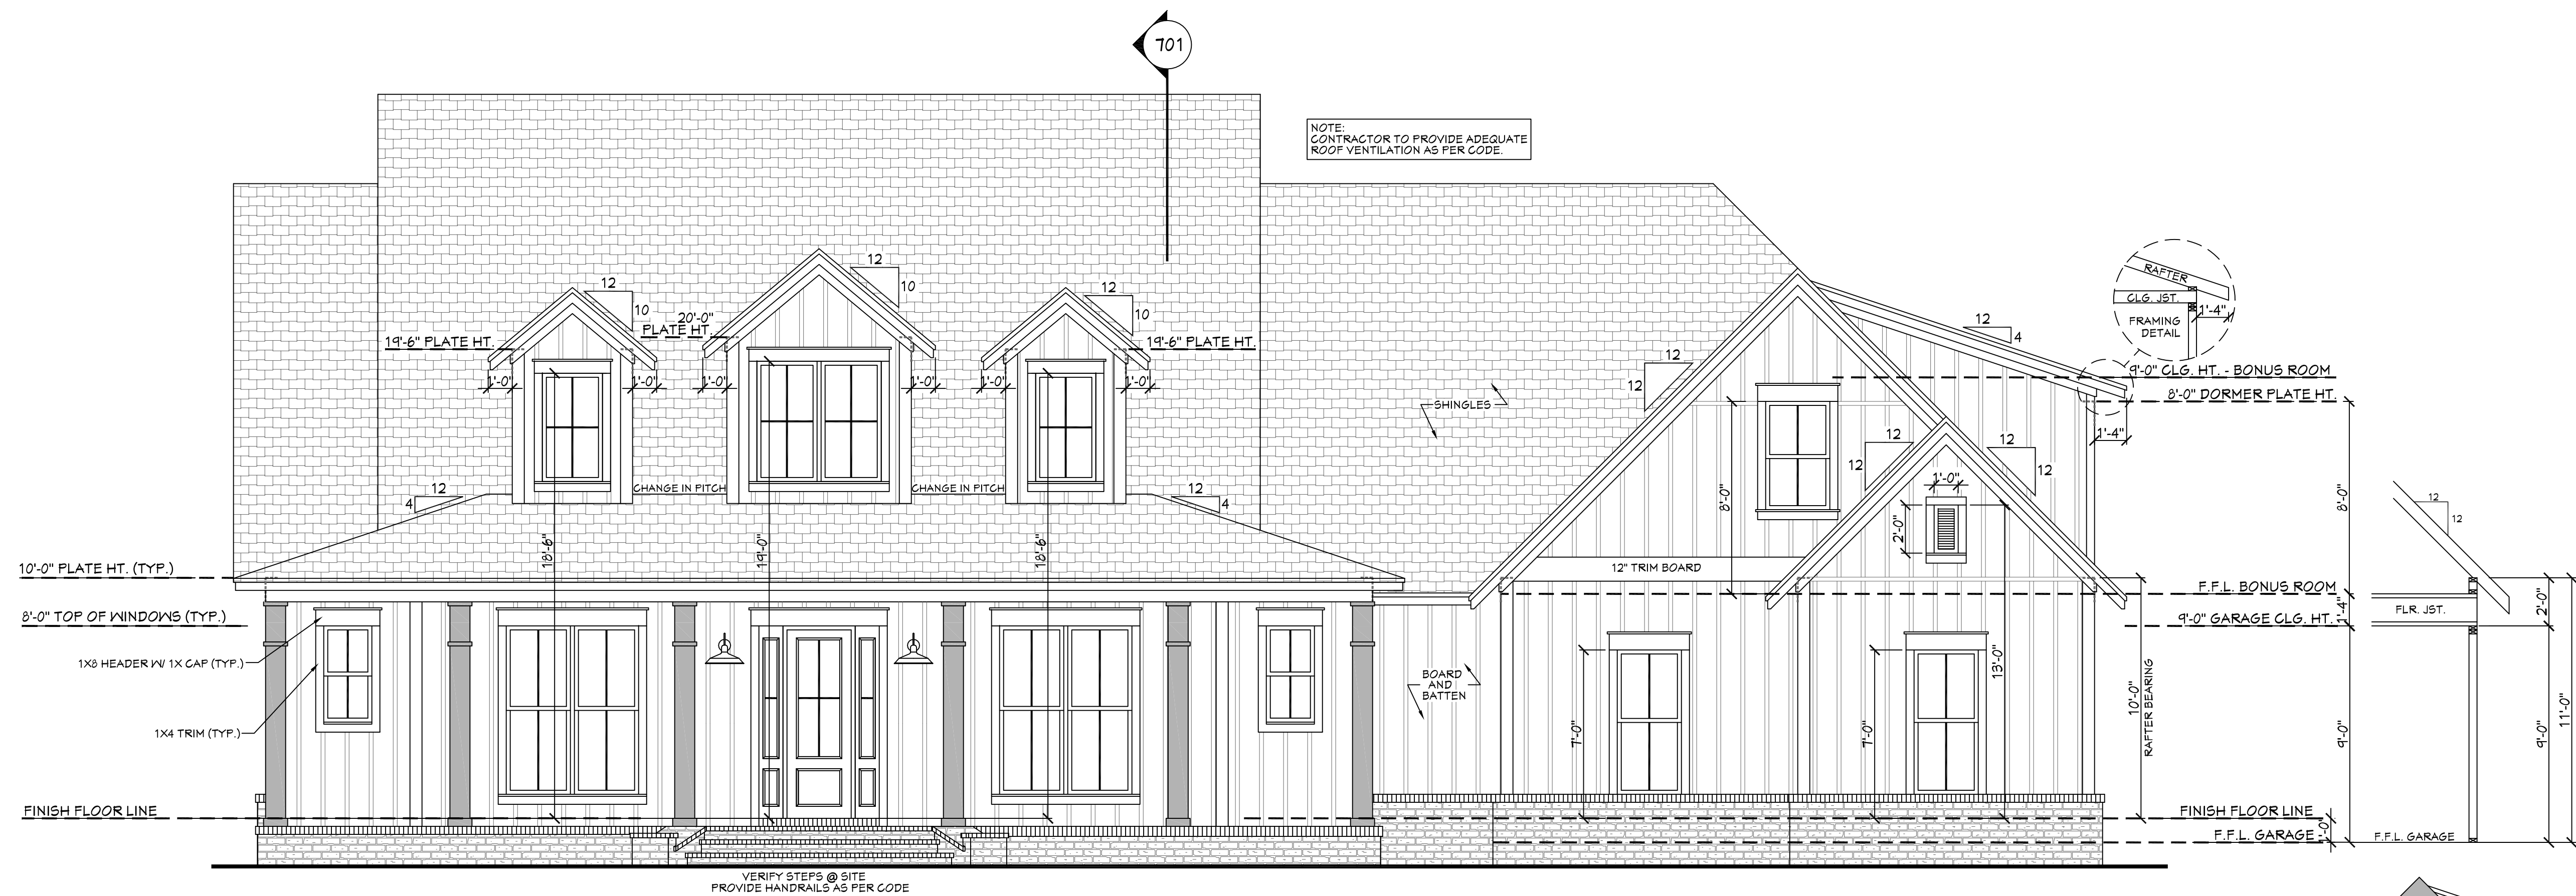 701
NOTE:
CONTRACTOR TO PROVIDE ADEQUATE
ROOF VENTILATION AS PER CODE.
12
10
12
10
12
10
19'-6" PLATE HT.
20'-0"
PLATE HT.
19'-6" PLATE HT.
1'-0"
1'-0"
1'-0"
1'-0"
1'-0"
1'-0"
CHANGE IN PITCH
CHANGE IN PITCH
12
4
12
4
18'-6"
19'-0"
18'-6"
10'-0" PLATE HT. (TYP.)
8'-0" TOP OF WINDOWS (TYP.)
1X8 HEADER W/ 1X CAP (TYP.)
1X4 TRIM (TYP.)
FINISH FLOOR LINE
VERIFY STEPS @ SITE
PROVIDE HANDRAILS AS PER CODE
SHINGLES
BOARD
AND
BATTEN
12
12
12
4
12
12
12
12
8'-0"
1'-0"
2'-0"
12" TRIM BOARD
7'-0"
7'-0"
13'-0"
10'-0"
RAFTER BEARING
RAFTER
CLG. JST.
FRAMING
DETAIL
1'-4"
9'-0" CLG. HT. - BONUS ROOM
8'-0" DORMER PLATE HT.
1'-4"
8'-0"
F.F.L. BONUS ROOM
1'-4"
9'-0" GARAGE CLG. HT.
9'-0"
FINISH FLOOR LINE
1'-0"
F.F.L. GARAGE
12
12
FLR. JST.
2'-0"
9'-0"
11'-0"
F.F.L. GARAGE